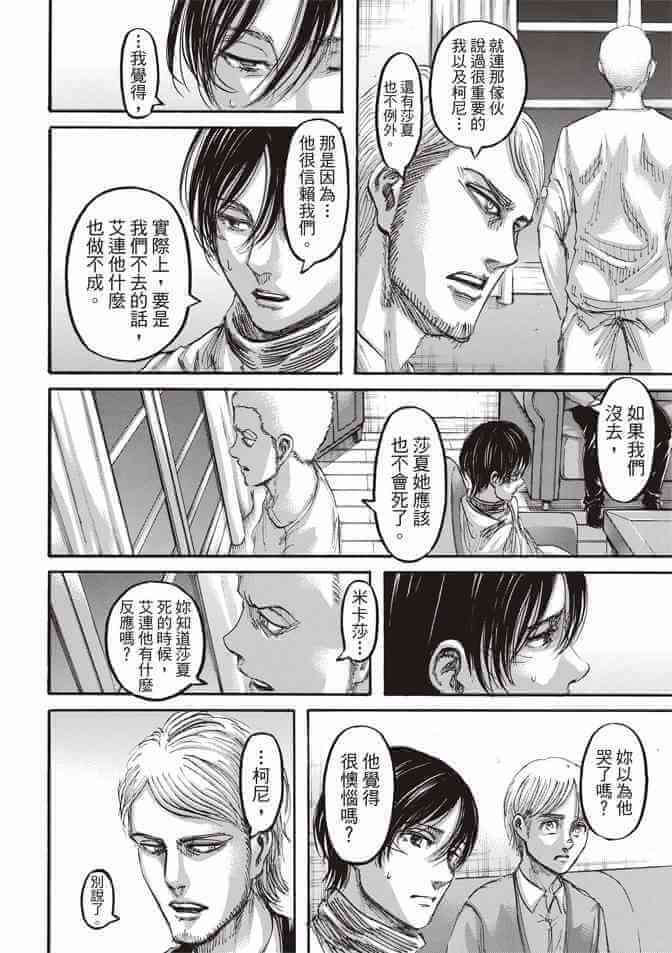 就連那傢伙
說過很重要的
我以及柯尼…
還有莎夏
也不例外。
…我覺得，
那是因為…
他很信賴我們。
實際上，要是
我們不去的話，
艾連他什麼
也做不成。
如果我們
沒去，
莎夏她應該
也不會死了。
米卡莎…
妳知道莎夏
死的時候，
艾連他有什麼
反應嗎？
妳以為他
哭了嗎？
他覺得
很懊惱嗎？
…柯尼，
別說了。